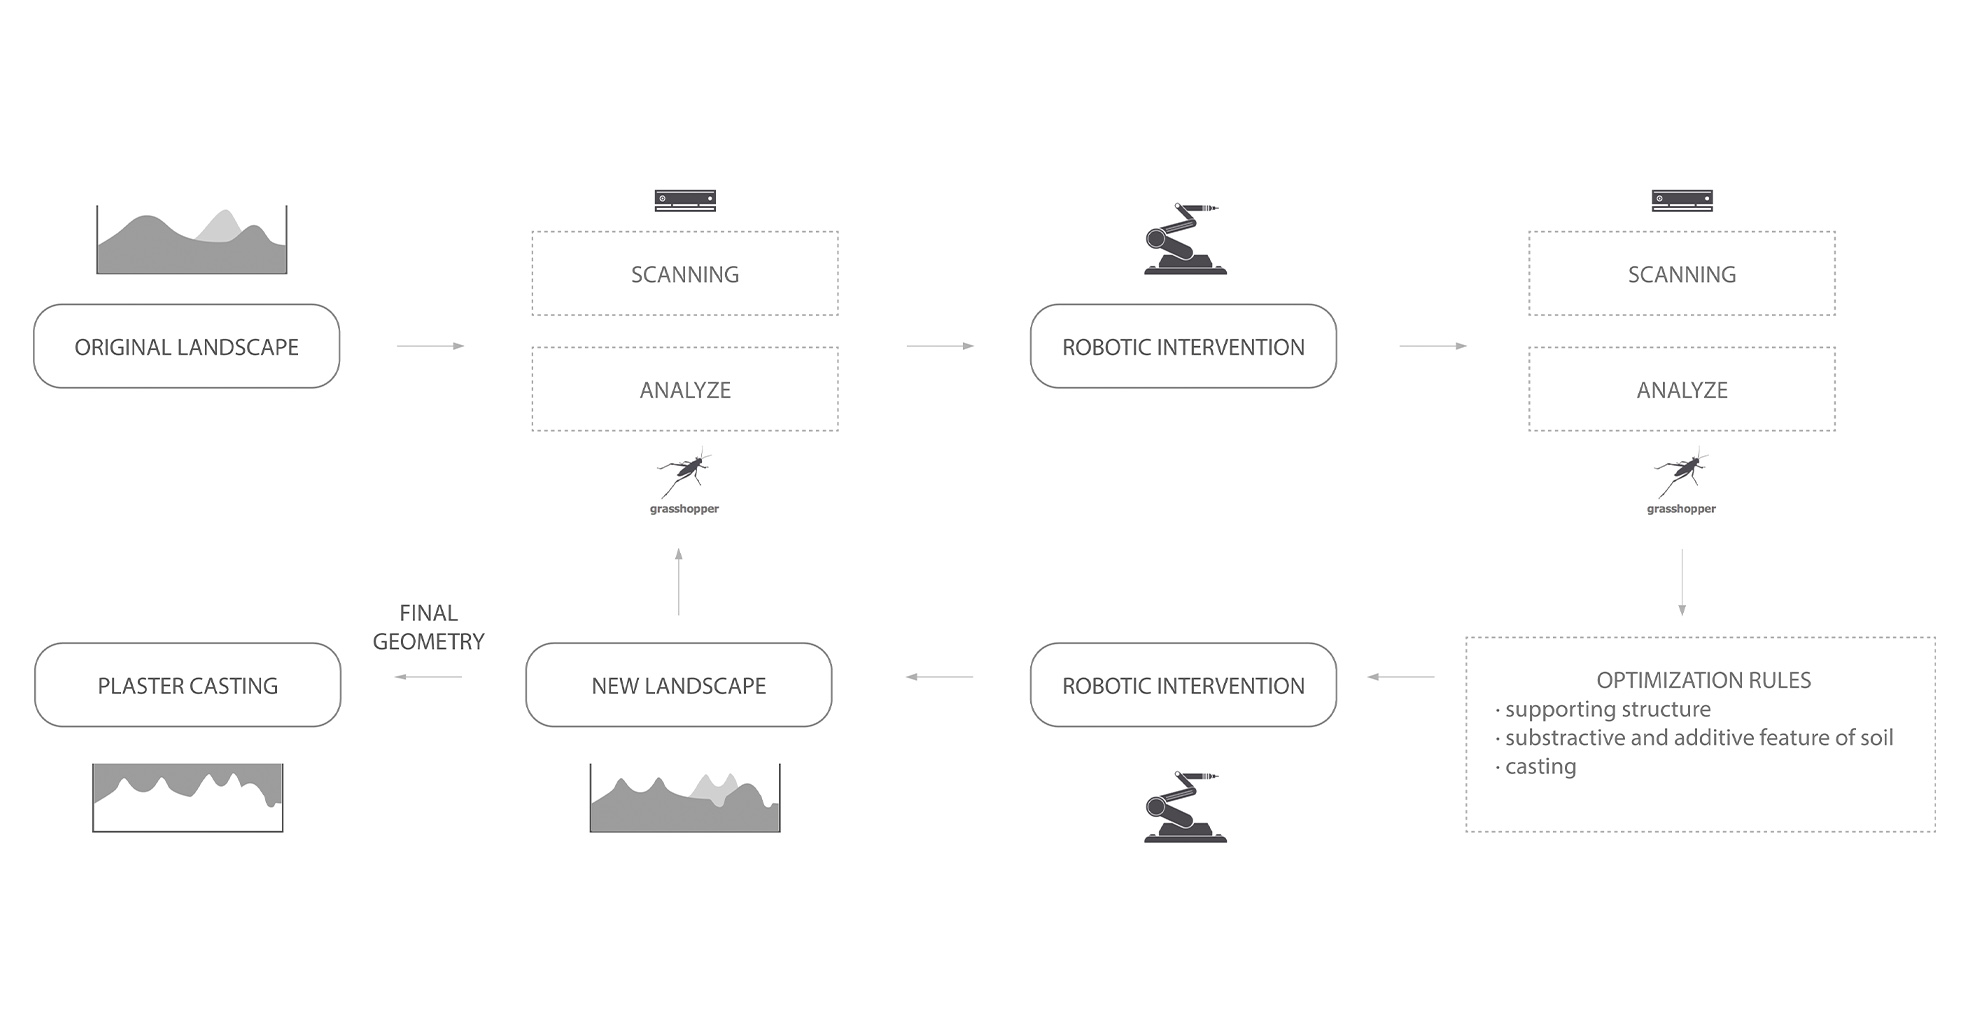 ORIGINAL LANDSCAPE
SCANNING
ANALYZE
grasshopper
ROBOTIC INTERVENTION
SCANNING
ANALYZE
grasshopper
OPTIMIZATION RULES
· supporting structure
· substractive and additive feature of soil
· casting
ROBOTIC INTERVENTION
NEW LANDSCAPE
FINAL
GEOMETRY
PLASTER CASTING